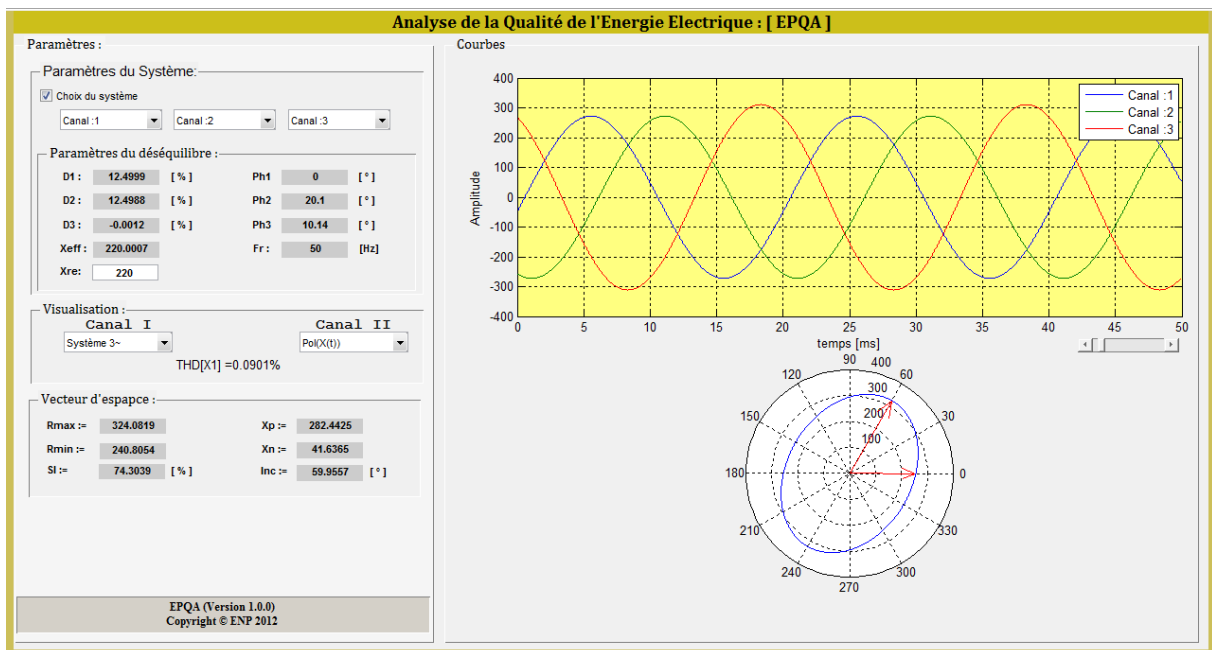 Analyse de la Qualité de l'Energie Electrique : [ EPQA ]
Paramètres :
Paramètres du Système:
Choix du système
Canal :1 Canal :2 Canal :3
Paramètres du déséquilibre :
D1 : 12.4999 [ % ] Ph1 0 [ ° ]
D2 : 12.4988 [ % ] Ph2 20.1 [ ° ]
D3 : -0.0012 [ % ] Ph3 10.14 [ ° ]
Xeff : 220.0007 Fr : 50 [Hz]
Xre: 220
Visualisation :
Canal I Canal II
Système 3~ Pol(X(t))
THD[X1] =0.0901%
Vecteur d'espapce :
Rmax := 324.0819 Xp := 282.4425
Rmin := 240.8054 Xn := 41.6365
SI := 74.3039 [ % ] Inc := 59.9557 [ ° ]
EPQA (Version 1.0.0)
Copyright © ENP 2012
Courbes
Amplitude
400
300
200
100
0
-100
-200
-300
-400
0 5 10 15 20 25 30 35 40 45 50
temps [ms]
Canal :1
Canal :2
Canal :3
90 400
120 60
300
150 200 30
100
180 0
210 330
240 300
270